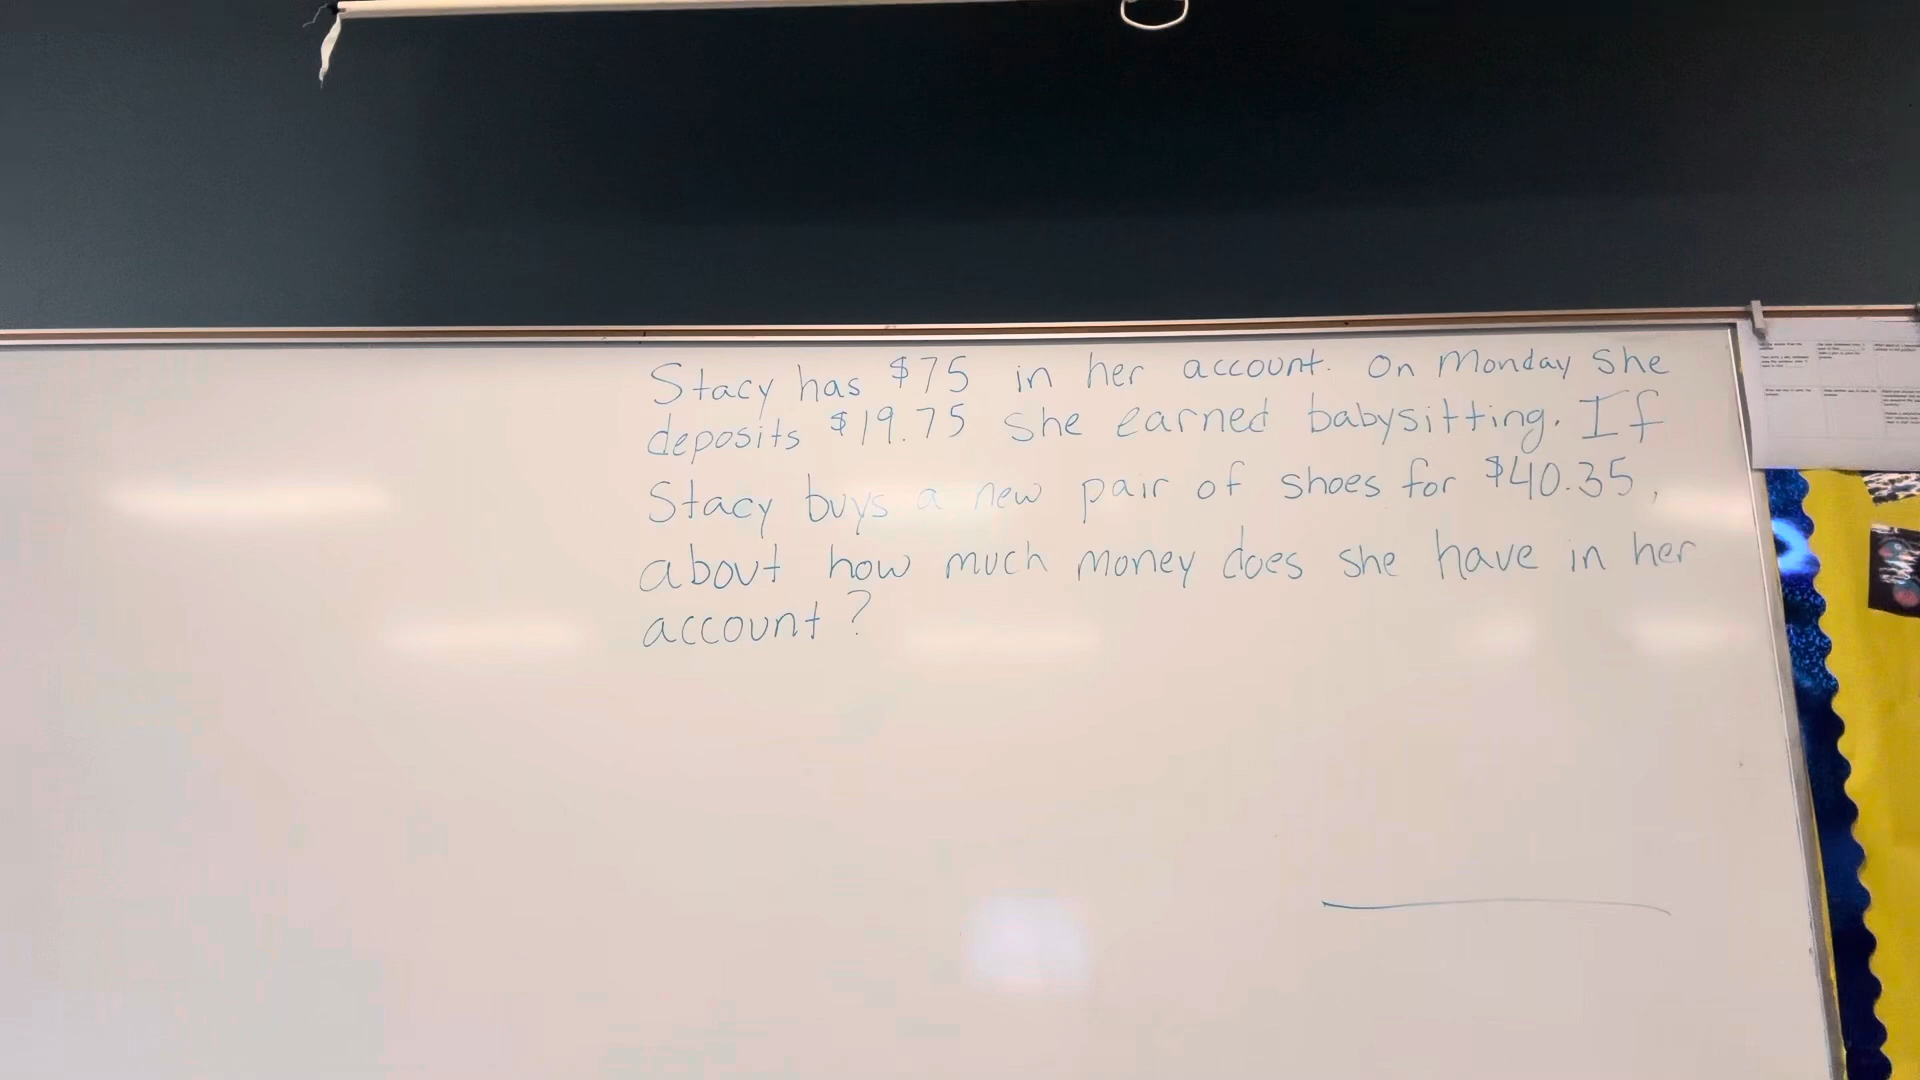 Stacy has $75 in her account. On Monday she
deposits $19.75 she earned babysitting. If
Stacy buys a new pair of shoes for $40.35,
about how much money does she have in her
account?